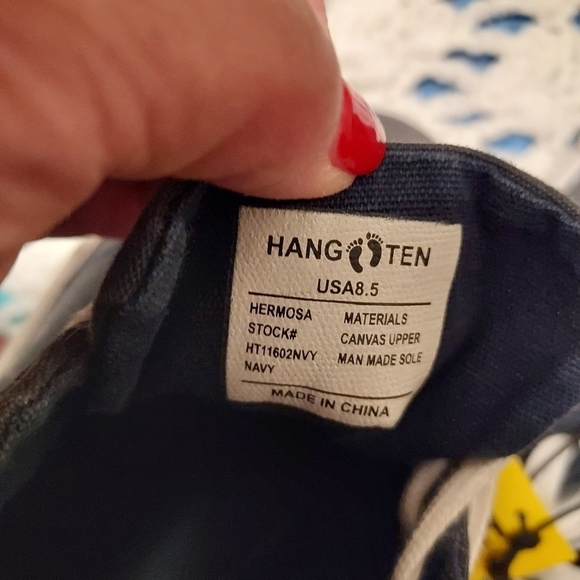 HANG TEN
USA8.5
HERMOSA
STOCK#
HT11602NVY
NAVY
MATERIALS
CANVAS UPPER
MAN MADE SOLE
MADE IN CHINA